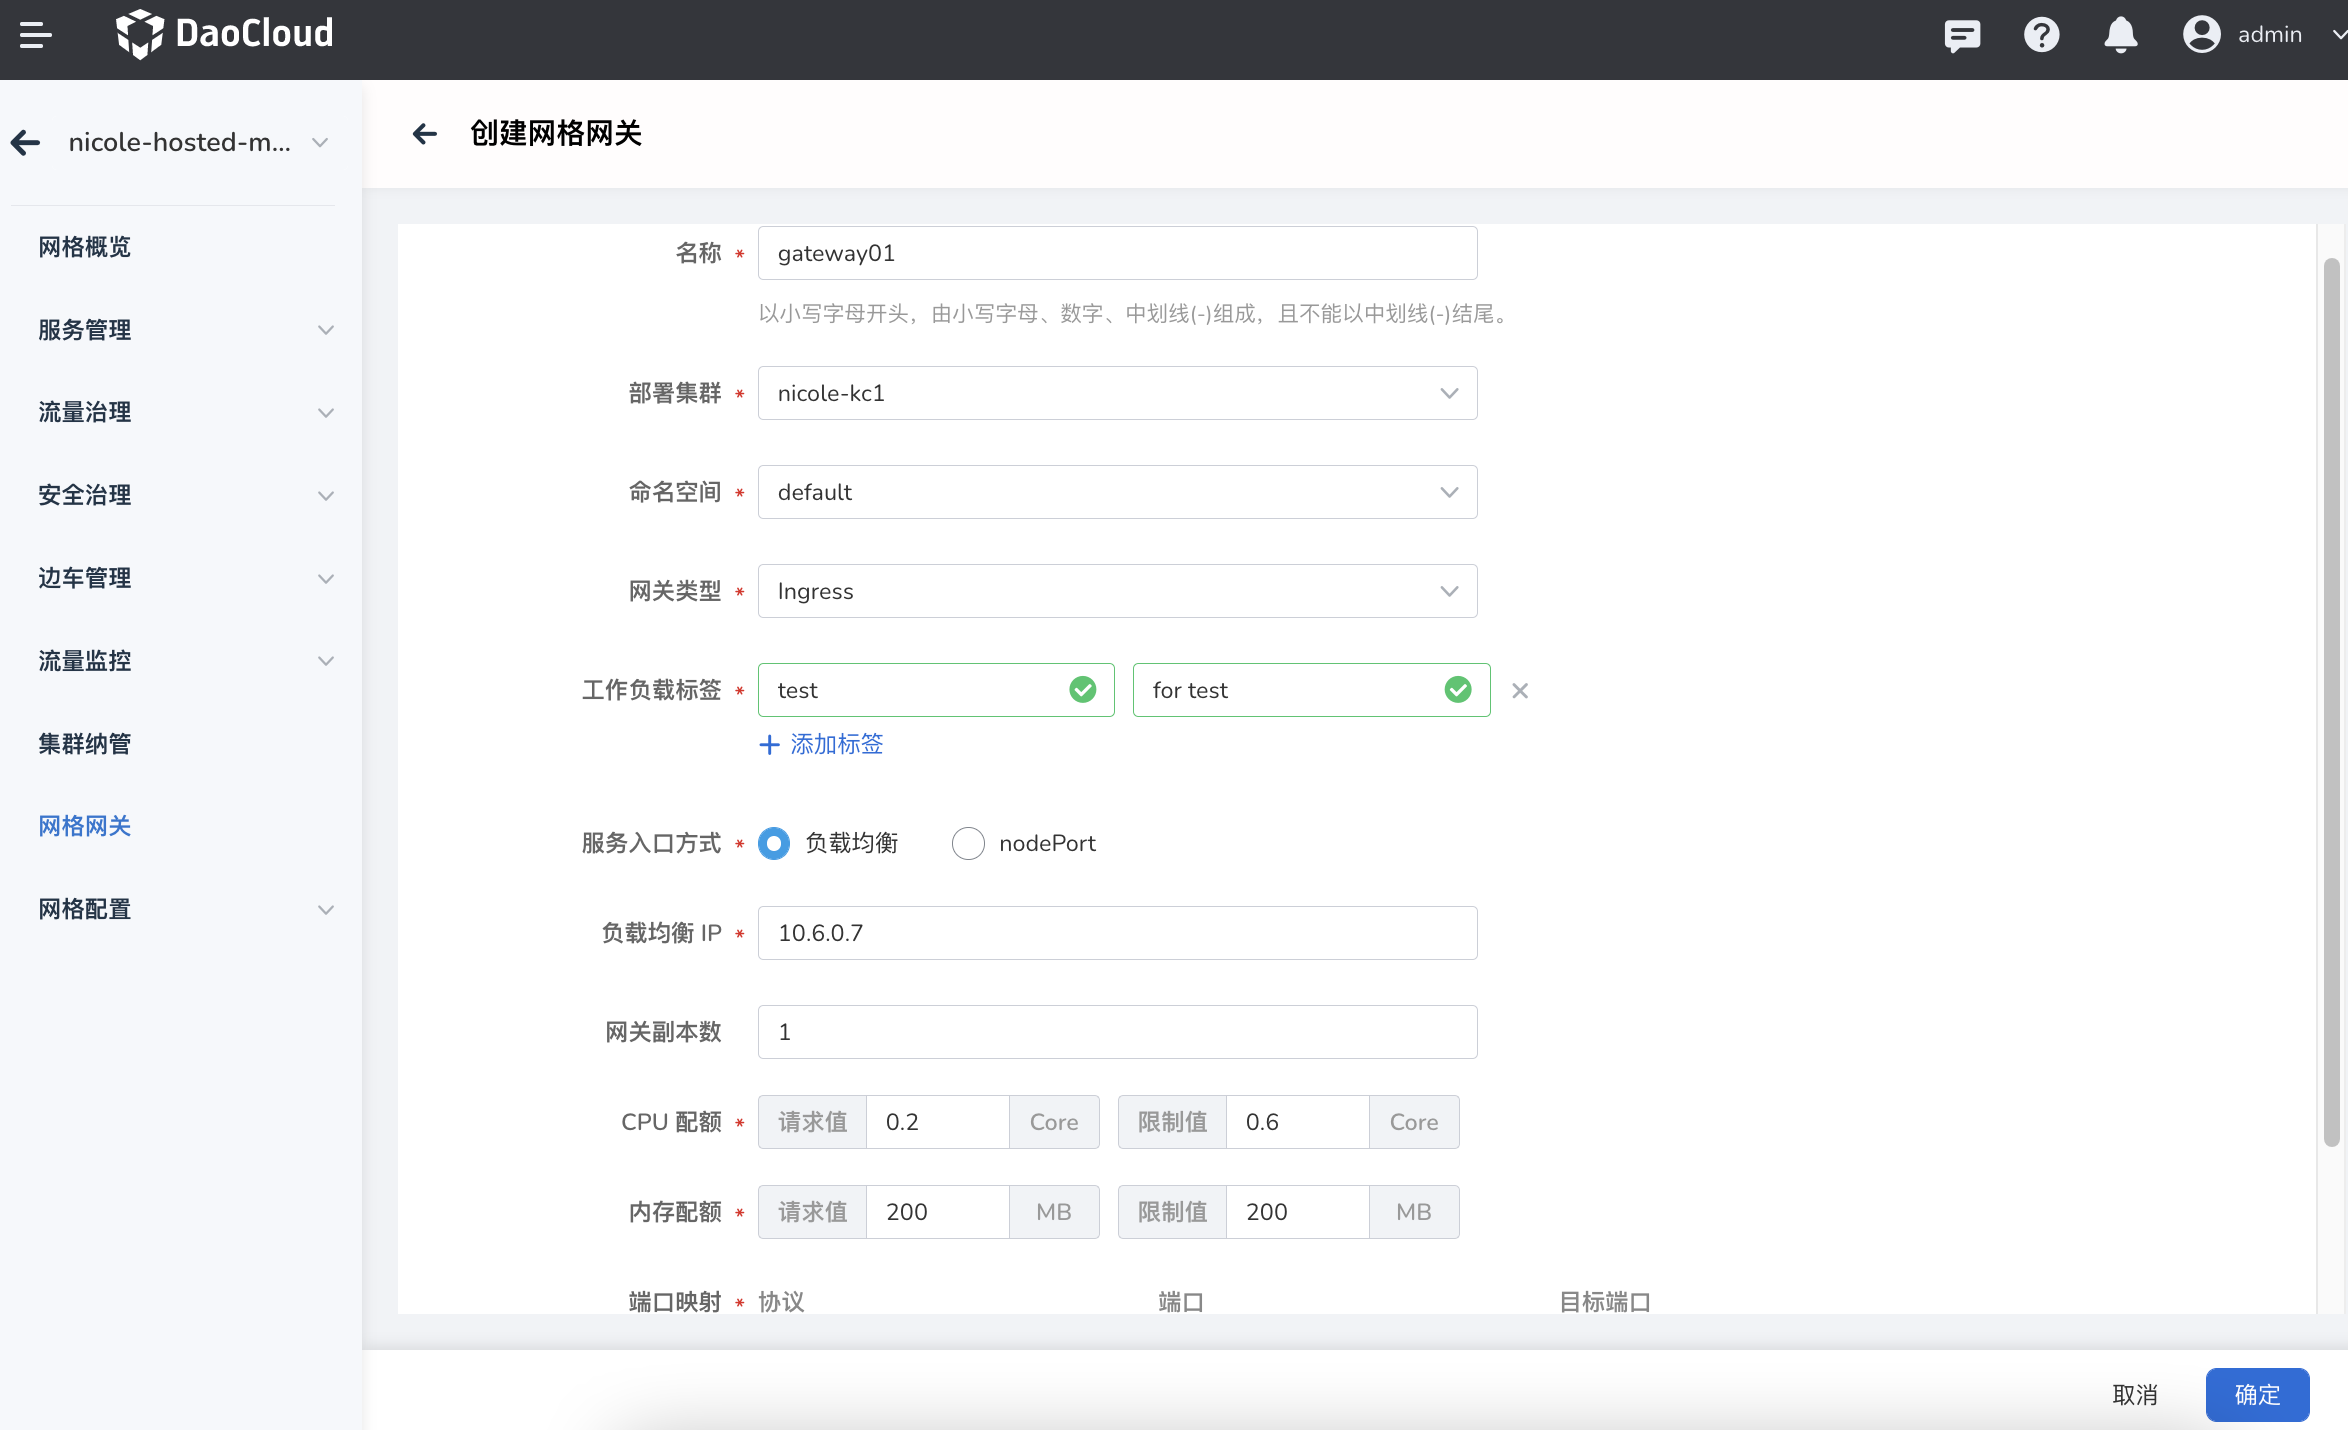 DaoCloud
admin
nicole-hosted-m...
网格概览
服务管理
流量治理
安全治理
边车管理
流量监控
集群纳管
网格网关
网格配置
创建网格网关
名称 * gateway01
以小写字母开头，由小写字母、数字、中划线(-)组成，且不能以中划线(-)结尾。
部署集群 * nicole-kc1
命名空间 * default
网关类型 * Ingress
工作负载标签 * test for test
添加标签
服务入口方式 * 负载均衡 nodePort
负载均衡 IP * 10.6.0.7
网关副本数 1
CPU 配额 * 请求值 0.2 Core 限制值 0.6 Core
内存配额 * 请求值 200 MB 限制值 200 MB
端口映射 * 协议 端口 目标端口
取消 确定